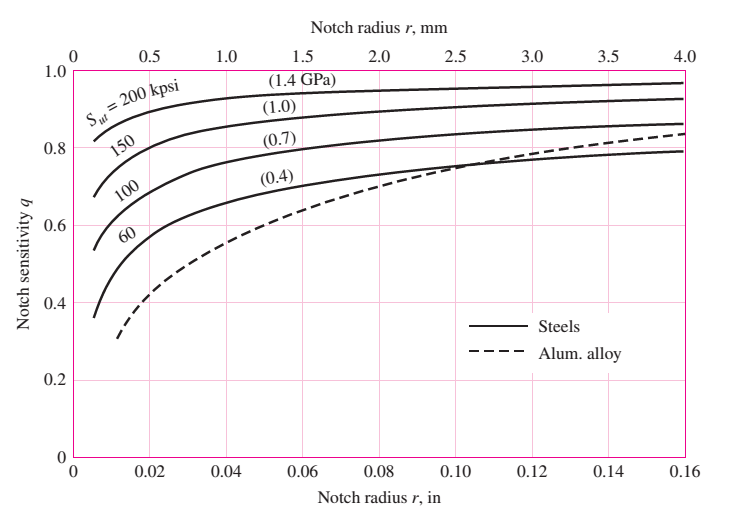 Notch radius r, mm
0 0.5 1.0 1.5 2.0 2.5 3.0 3.5 4.0
1.0
S_ut = 200 kpsi
(1.4 GPa)
(1.0)
150
0.8
(0.7)
100
(0.4)
60
0.6
Notch sensitivity q
0.4
Steels
Alum. alloy
0.2
0
0 0.02 0.04 0.06 0.08 0.10 0.12 0.14 0.16
Notch radius r, in